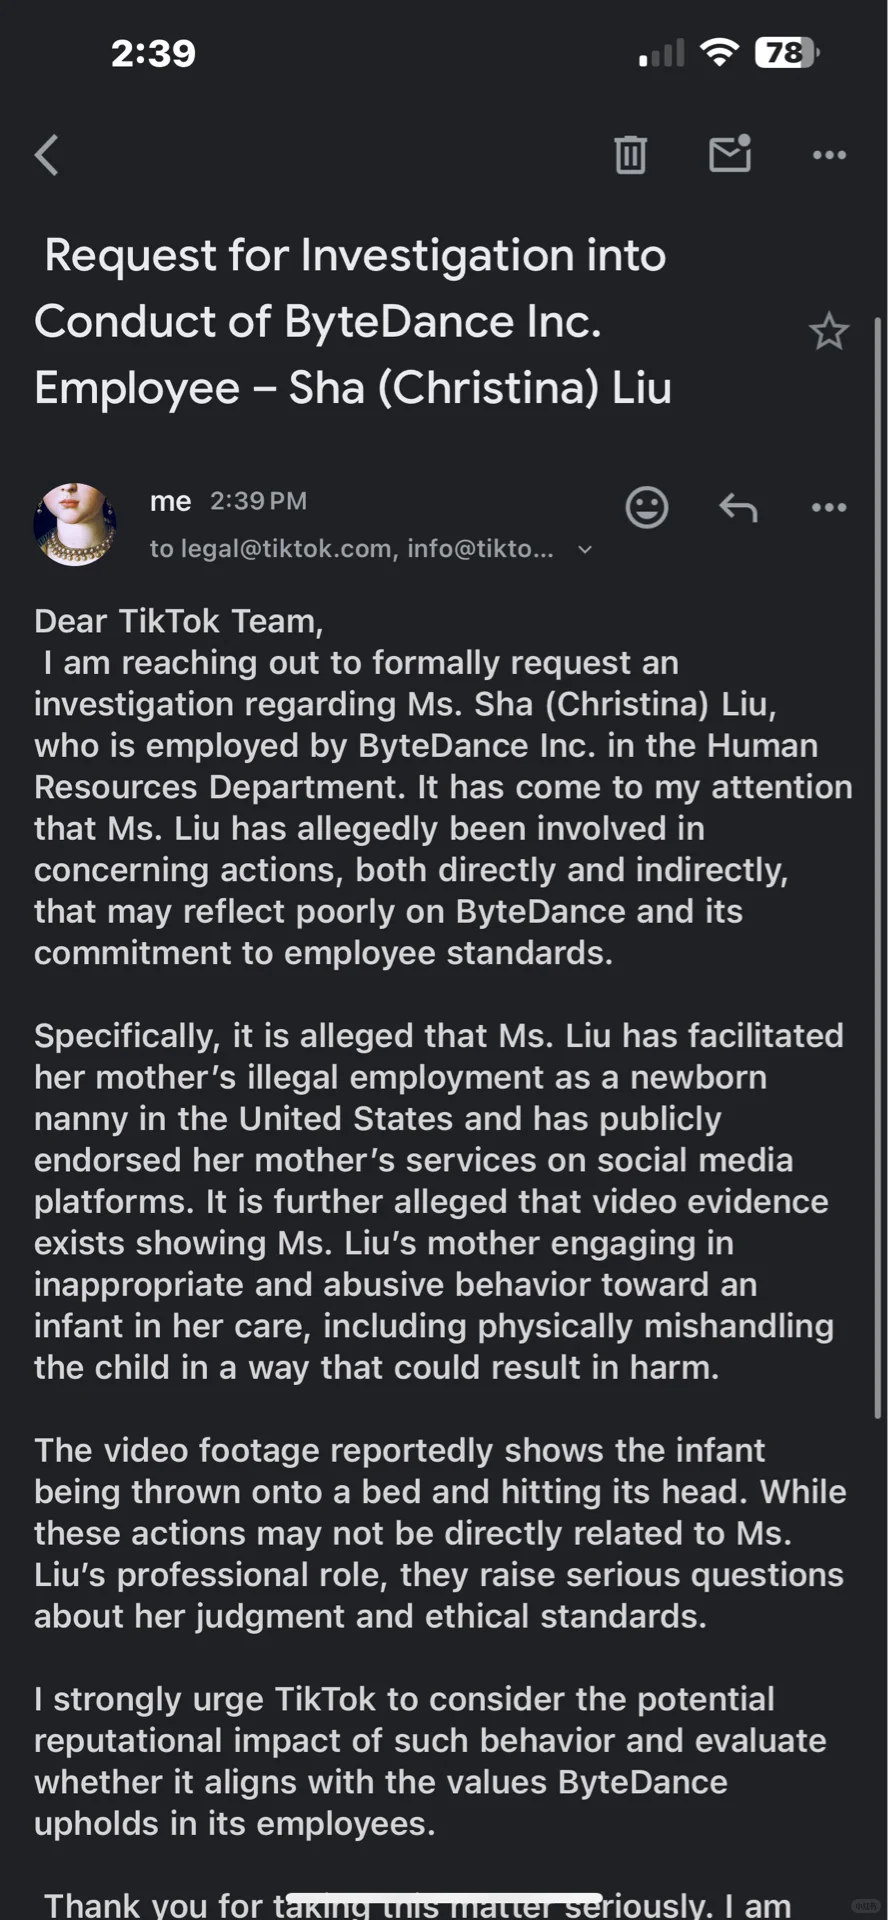 2:39
78
Request for Investigation into
Conduct of ByteDance Inc.
Employee – Sha (Christina) Liu
me 2:39 PM
to legal@tiktok.com, info@tikto...
Dear TikTok Team,
I am reaching out to formally request an
investigation regarding Ms. Sha (Christina) Liu,
who is employed by ByteDance Inc. in the Human
Resources Department. It has come to my attention
that Ms. Liu has allegedly been involved in
concerning actions, both directly and indirectly,
that may reflect poorly on ByteDance and its
commitment to employee standards.
Specifically, it is alleged that Ms. Liu has facilitated
her mother’s illegal employment as a newborn
nanny in the United States and has publicly
endorsed her mother’s services on social media
platforms. It is further alleged that video evidence
exists showing Ms. Liu’s mother engaging in
inappropriate and abusive behavior toward an
infant in her care, including physically mishandling
the child in a way that could result in harm.
The video footage reportedly shows the infant
being thrown onto a bed and hitting its head. While
these actions may not be directly related to Ms.
Liu’s professional role, they raise serious questions
about her judgment and ethical standards.
I strongly urge TikTok to consider the potential
reputational impact of such behavior and evaluate
whether it aligns with the values ByteDance
upholds in its employees.
Thank you for taking this matter seriously. I am